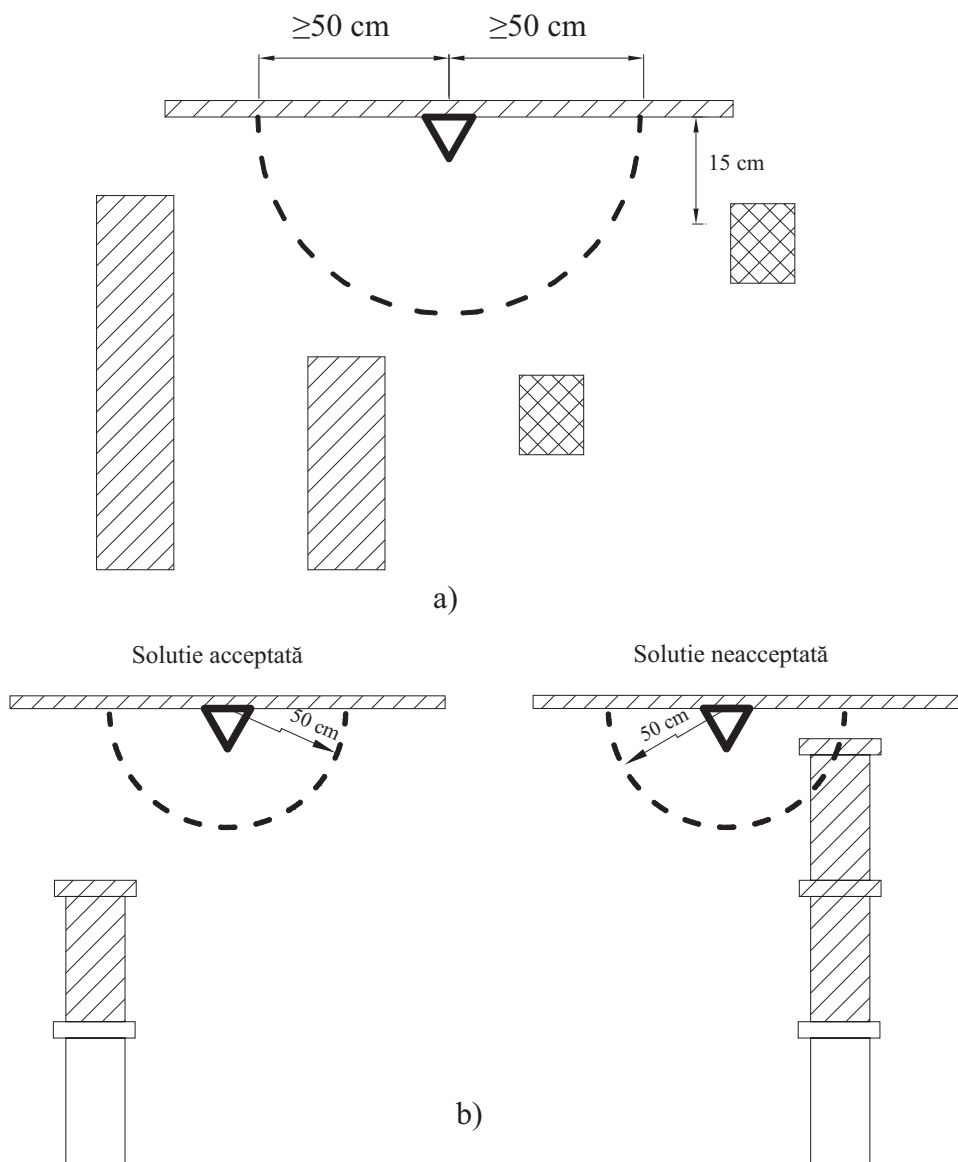 ≥50 cm ≥50 cm
15 cm
a)
Solutie acceptată Solutie neacceptată
50 cm 50 cm
b)